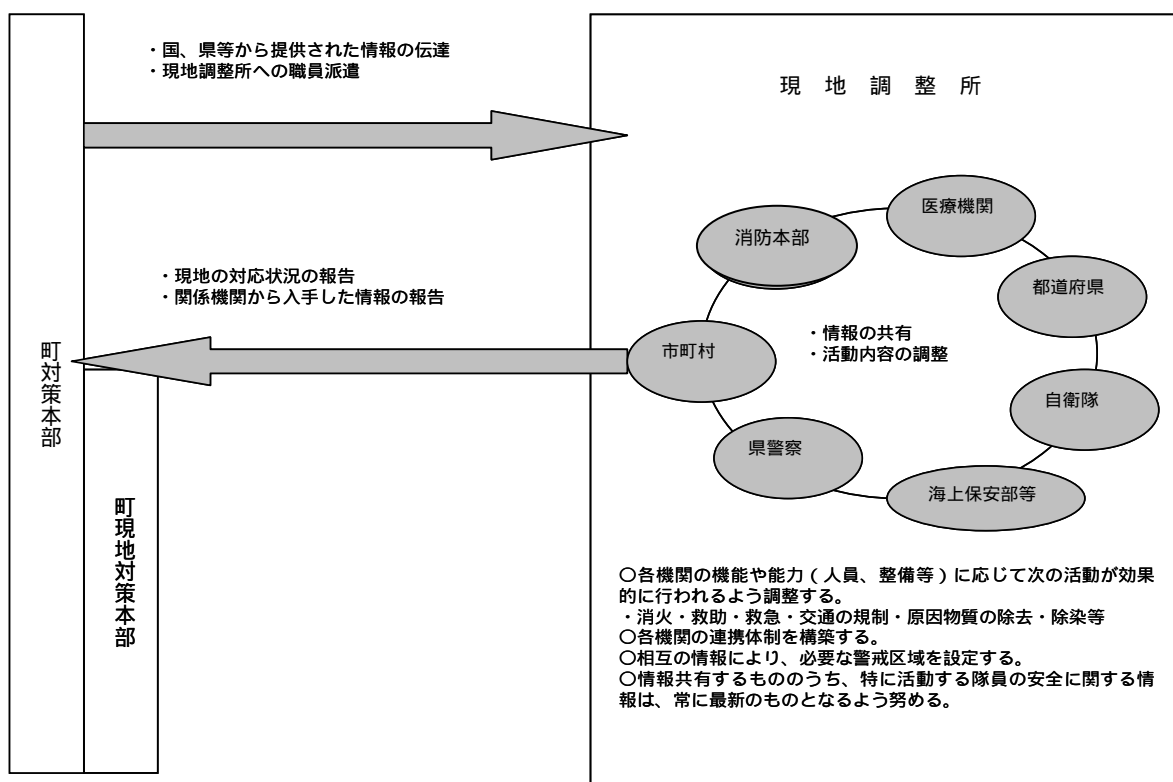 ・国、県等から提供された情報の伝達
・現地調整所への職員派遣
現地調整所
医療機関
消防本部
都道府県
・現地の対応状況の報告
・関係機関から入手した情報の報告
・情報の共有
・活動内容の調整
市町村
自衛隊
県警察
海上保安部等
町対策本部
町現地対策本部
○各機関の機能や能力（人員、整備等）に応じて次の活動が効果
的に行われるよう調整する。
・消火・救助・救急・交通の規制・原因物質の除去・除染等
○各機関の連携体制を構築する。
○相互の情報により、必要な警戒区域を設定する。
○情報共有するもののうち、特に活動する隊員の安全に関する情
報は、常に最新のものとなるよう努める。